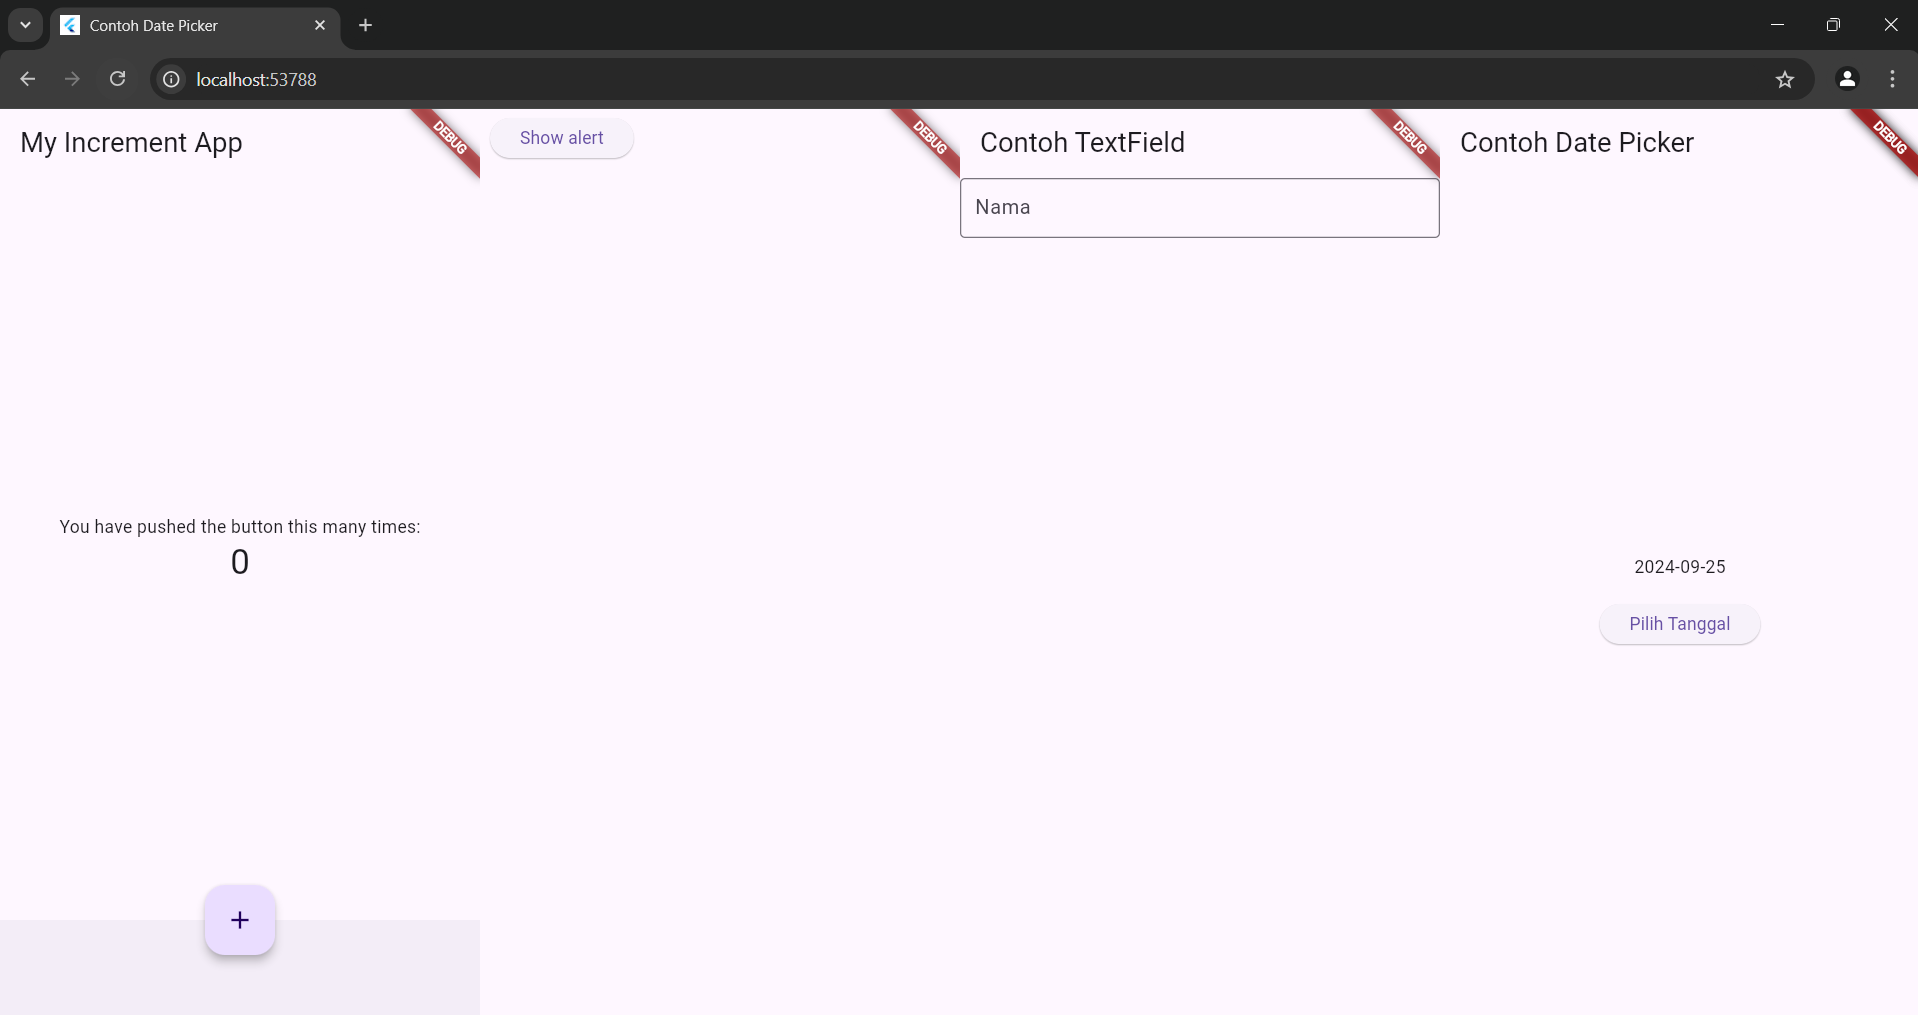 Contoh Date Picker
localhost:53788
My Increment App
DEBUG
You have pushed the button this many times:
0
+
Show alert
DEBUG
Contoh TextField
DEBUG
Nama
Contoh Date Picker
DEBUG
2024-09-25
Pilih Tanggal